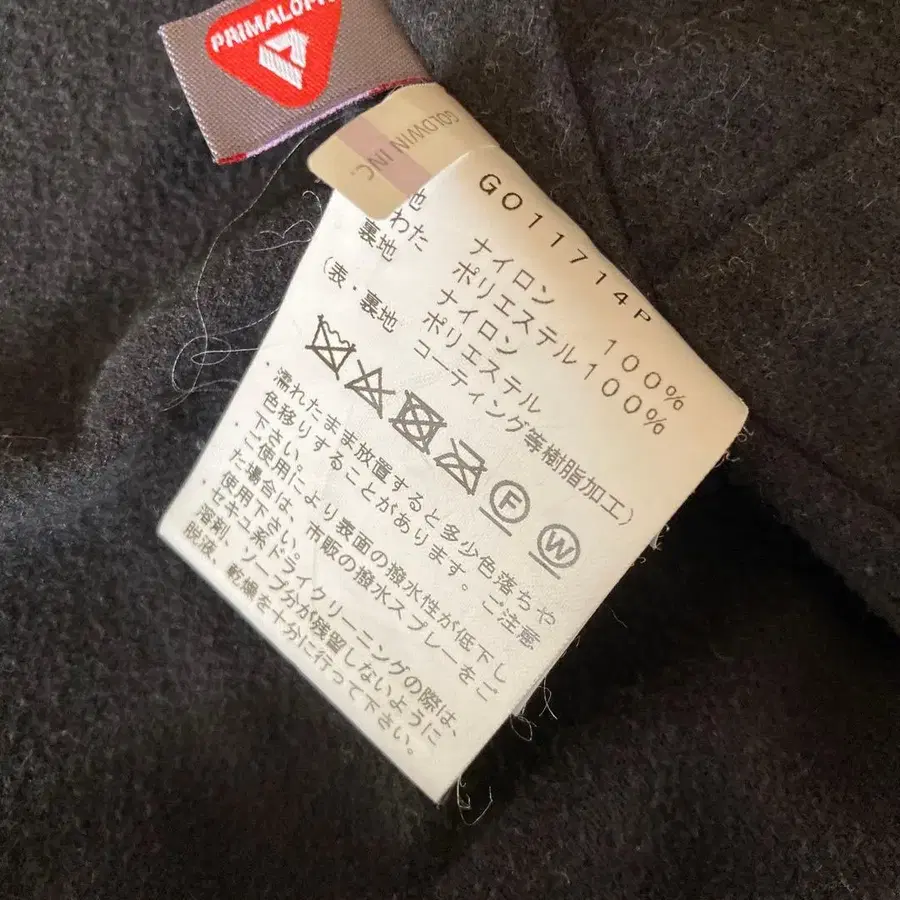 PRIMALOFT
GOLDWIN INC.
GO11714P
地 ナイロン 100%
わた ポリエステル100%
裏地 ナイロン
ポリエステル
(表・裏地 コーティング等樹脂加工)
F W
・濡れたまま放置すると多少色落ちや
色移りすることがあります。ご注意
下さい。
・ご使用により表面の撥水性が低下し
た場合は、市販の撥水スプレーをご
使用下さい。
・セキユ系ドライクリーニングの際は、
溶剤、ソープ分が残留しないように
脱液、乾燥を十分に行って下さい。